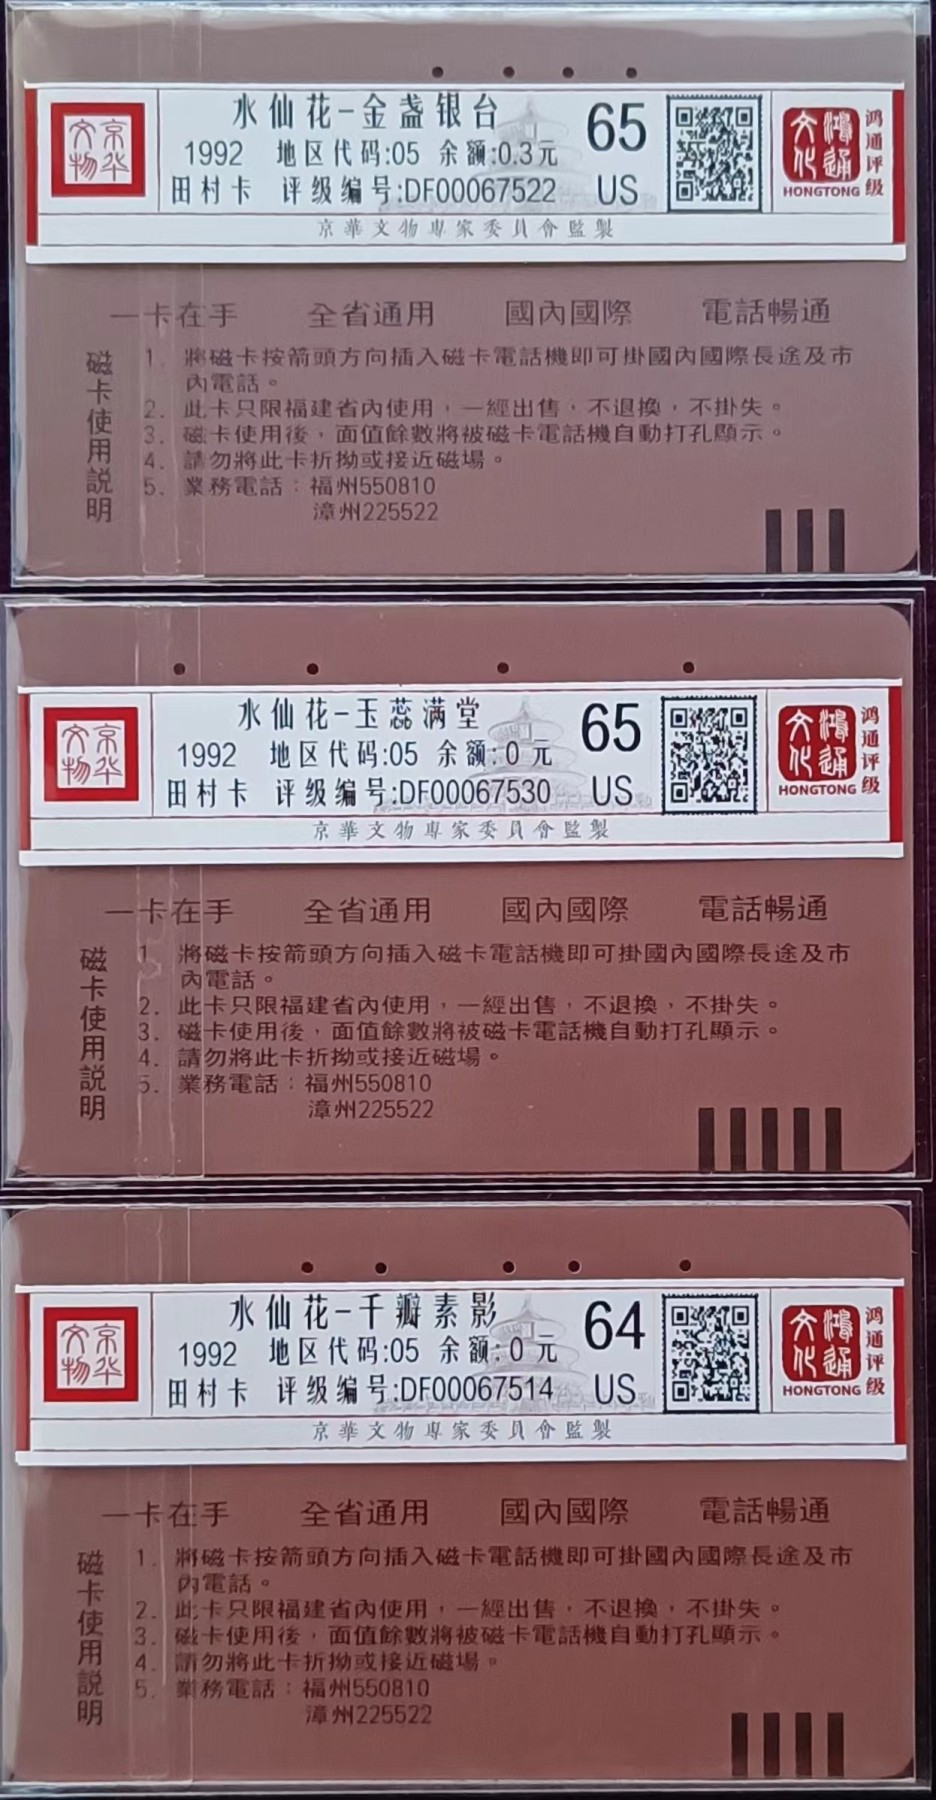 京华文物
水仙花-金盏银台
1992 地区代码:05 余额:0.3元
田村卡 评级编号:DF00067522
65
US
鸿通文化
HONGTONG
鸿通评级
京華文物專家委員會監製
一卡在手 全省通用 國內國際 電話暢通
磁卡使用説明
1. 將磁卡按箭頭方向插入磁卡電話機即可掛國內國際長途及市
內電話。
2. 此卡只限福建省內使用，一經出售，不退換，不掛失。
3. 磁卡使用後，面值餘數將被磁卡電話機自動打孔顯示。
4. 請勿將此卡折拗或接近磁場。
5. 業務電話：福州550810
漳州225522
京华文物
水仙花-玉蕊满堂
1992 地区代码:05 余额:0 元
田村卡 评级编号:DF00067530
65
US
鸿通文化
HONGTONG
鸿通评级
京華文物專家委員會監製
一卡在手 全省通用 國內國際 電話暢通
磁卡使用説明
1. 將磁卡按箭頭方向插入磁卡電話機即可掛國內國際長途及市
內電話。
2. 此卡只限福建省內使用，一經出售，不退換，不掛失。
3. 磁卡使用後，面值餘數將被磁卡電話機自動打孔顯示。
4. 請勿將此卡折拗或接近磁場。
5. 業務電話：福州550810
漳州225522
京华文物
水仙花-千瓣素影
1992 地区代码:05 余额:0 元
田村卡 评级编号:DF00067514
64
US
鸿通文化
HONGTONG
鸿通评级
京華文物專家委員會監製
一卡在手 全省通用 國內國際 電話暢通
磁卡使用説明
1. 將磁卡按箭頭方向插入磁卡電話機即可掛國內國際長途及市
內電話。
2. 此卡只限福建省內使用，一經出售，不退換，不掛失。
3. 磁卡使用後，面值餘數將被磁卡電話機自動打孔顯示。
4. 請勿將此卡折拗或接近磁場。
5. 業務電話：福州550810
漳州225522